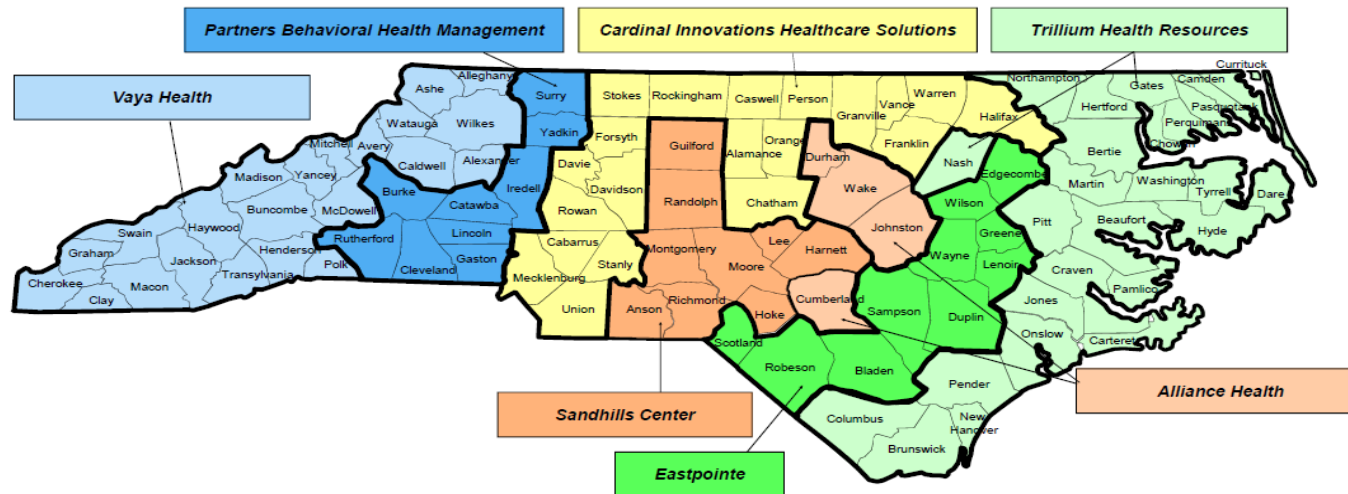 Partners Behavioral Health Management
Cardinal Innovations Healthcare Solutions
Trillium Health Resources
Vaya Health
Sandhills Center
Alliance Health
Eastpointe
Alleghany
Ashe
Surry
Stokes
Rockingham
Caswell
Person
Vance
Warren
Granville
Halifax
Northampton
Gates
Camden
Currituck
Hertford
Pasquotank
Perquimans
Chowan
Watauga
Wilkes
Yadkin
Forsyth
Guilford
Alamance
Orange
Durham
Franklin
Nash
Edgecombe
Bertie
Mitchell
Avery
Caldwell
Alexander
Davie
Iredell
Davidson
Randolph
Chatham
Wake
Wilson
Martin
Washington
Tyrrell
Dare
Madison
Yancey
Burke
Catawba
Rowan
Johnston
Greene
Pitt
Beaufort
Hyde
Buncombe
McDowell
Haywood
Swain
Graham
Rutherford
Lincoln
Cabarrus
Montgomery
Lee
Harnett
Wayne
Lenoir
Craven
Pamlico
Cherokee
Clay
Macon
Jackson
Transylvania
Henderson
Polk
Cleveland
Gaston
Mecklenburg
Stanly
Moore
Union
Anson
Richmond
Hoke
Cumberland
Sampson
Duplin
Jones
Onslow
Carteret
Scotland
Robeson
Bladen
Pender
Columbus
New
Hanover
Brunswick